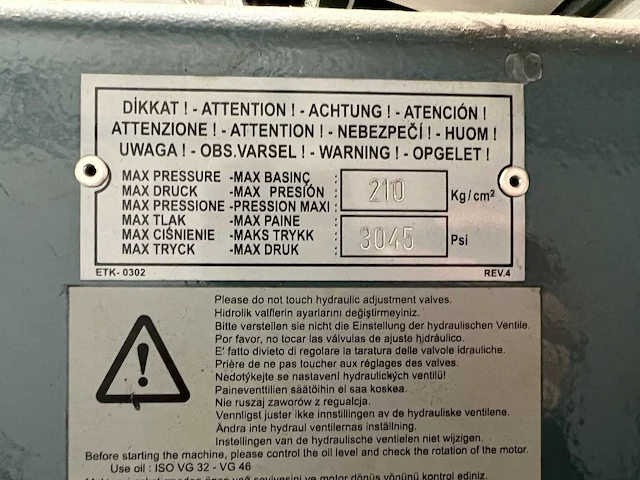 DİKKAT ! - ATTENTION ! - ACHTUNG ! - ATENCIÓN !
ATTENZIONE ! - ATTENTION ! - NEBEZPEČÍ ! - HUOM !
UWAGA ! - OBS.VARSEL ! - WARNING ! - OPGELET !
MAX PRESSURE -MAX BASINÇ :
MAX DRUCK -MAX PRESIÓN : 210 Kg/cm²
MAX PRESSIONE -PRESSION MAXI :
MAX TLAK -MAX PAINE :
MAX CIŚNIENIE -MAKS TRYKK : 3045 Psi
MAX TRYCK -MAX DRUK :
ETK- 0302 REV.4
Please do not touch hydraulic adjustment valves.
Hidrolik valflerin ayarlarını değiştirmeyiniz.
Bitte verstellen sie nicht die Einstellung der hydraulischen Ventile.
Por favor, no tocar las válvulas de ajuste hidráulico.
E' fatto divieto di regolare la taratura delle valvole idrauliche.
Prière de ne pas toucher aux réglages des valves.
Nedotýkejte se nastavení hydraulických ventilů!
Paineventtilien säätöihin ei saa koskea.
Nie ruszaj zaworów z regualcja.
Vennligst juster ikke innstillingen av de hydrauliske ventilene.
Ändra inte hydraul ventilernas inställning.
Instellingen van de hydraulische ventielen niet wijzigen.
Before starting the machine, please control the oil level and check the rotation of the motor.
Use oil : ISO VG 32 - VG 46